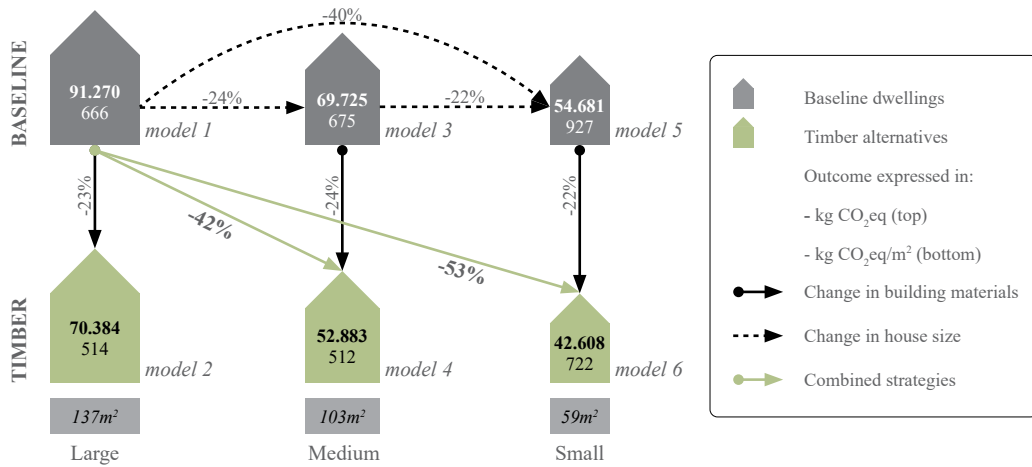 BASELINE
-40%
91.270
666
model 1
-24%
69.725
675
model 3
-22%
54.681
927
model 5
-23%
-42%
-24%
-53%
-22%
TIMBER
70.384
514
model 2
52.883
512
model 4
42.608
722
model 6
137m²
103m²
59m²
Large
Medium
Small
Baseline dwellings
Timber alternatives
Outcome expressed in:
- kg CO₂eq (top)
- kg CO₂eq/m² (bottom)
Change in building materials
Change in house size
Combined strategies